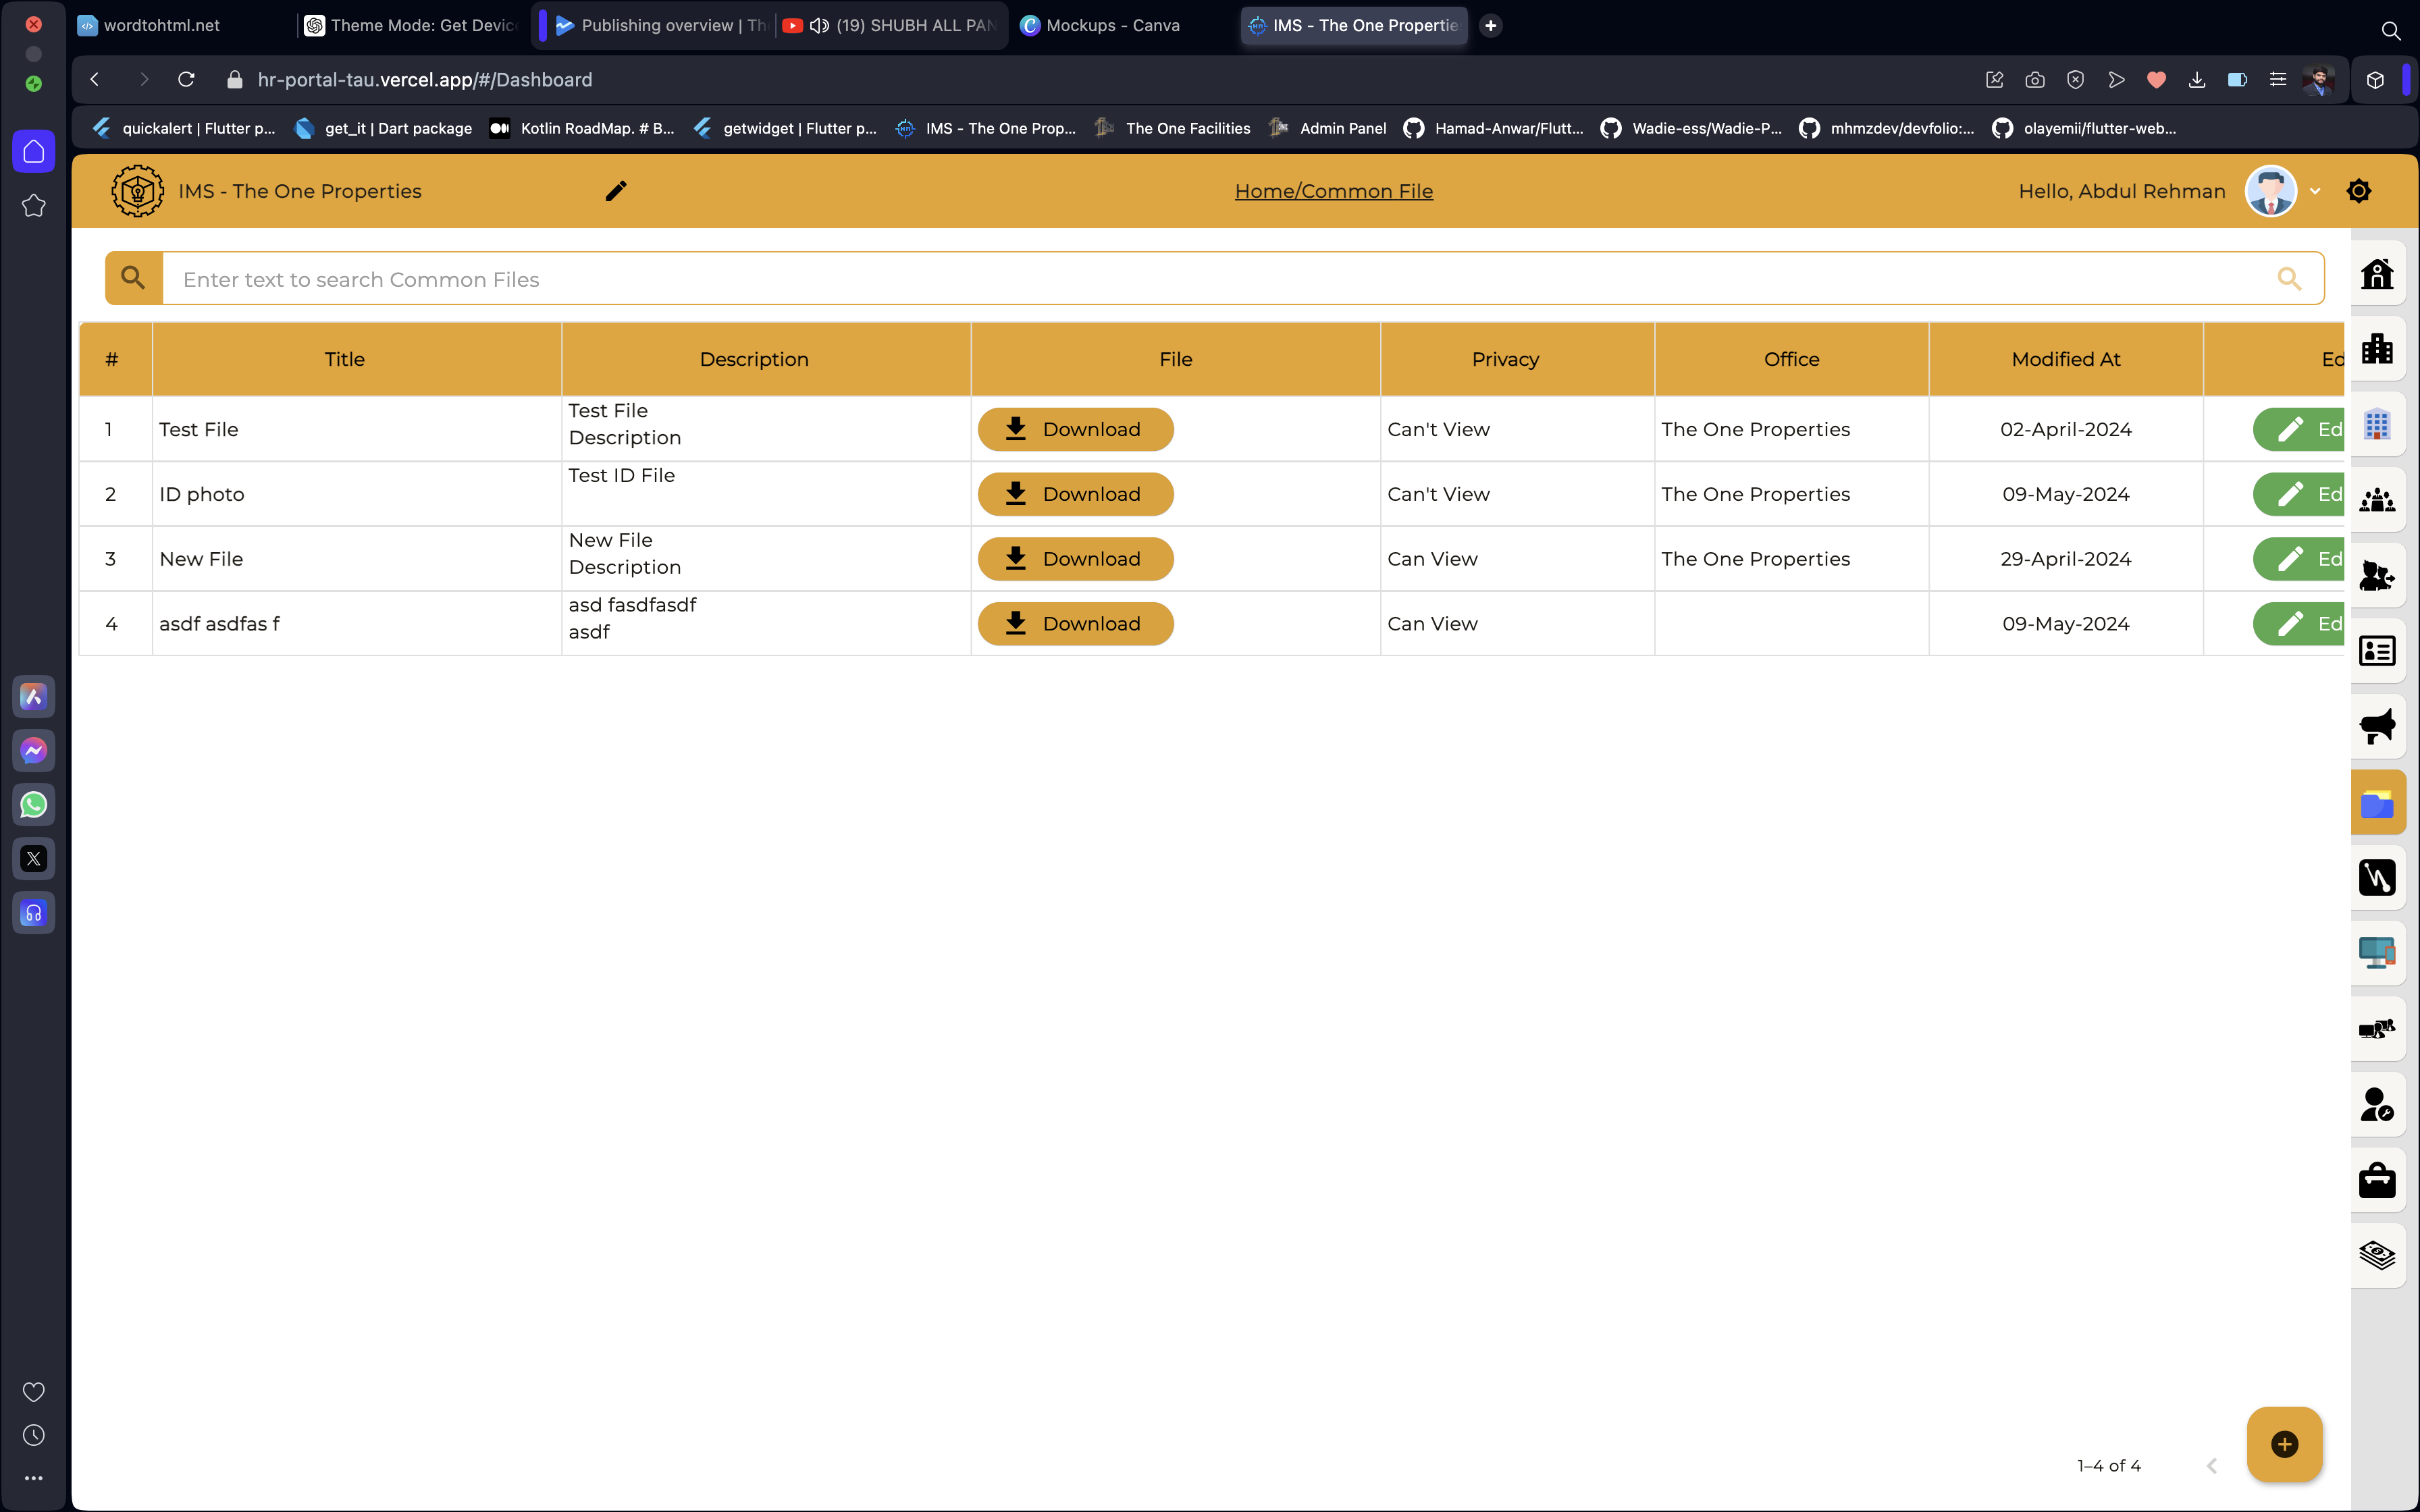 wordtohtml.net
Theme Mode: Get Devic
Publishing overview | Th
(19) SHUBH ALL PAN
Mockups - Canva
IMS - The One Propertie
hr-portal-tau.vercel.app/#/Dashboard
quickalert | Flutter p...
get_it | Dart package
Kotlin RoadMap. # B...
getwidget | Flutter p...
IMS - The One Prop...
The One Facilities
Admin Panel
Hamad-Anwar/Flutt...
Wadie-ess/Wadie-P...
mhmzdev/devfolio:...
olayemii/flutter-web...
IMS - The One Properties
Home/Common File
Hello, Abdul Rehman
Enter text to search Common Files
# Title Description File Privacy Office Modified At Ed
1 Test File Test File
Description Download Can't View The One Properties 02-April-2024 Ed
2 ID photo Test ID File Download Can't View The One Properties 09-May-2024 Ed
3 New File New File
Description Download Can View The One Properties 29-April-2024 Ed
4 asdf asdfas f asd fasdfasdf
asdf Download Can View 09-May-2024 Ed
1–4 of 4